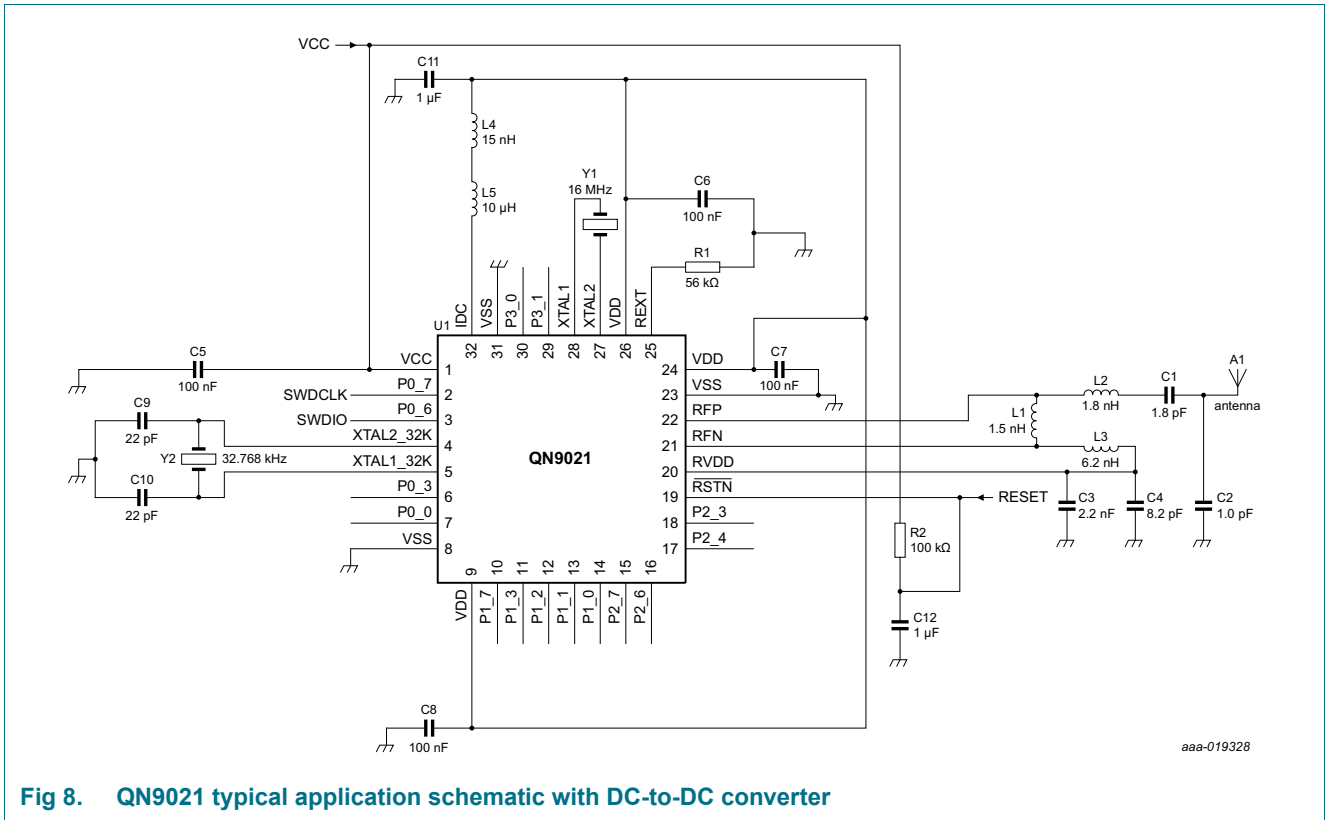 VCC
C11
1 µF
L4
15 nH
L5
10 µH
Y1
16 MHz
C6
100 nF
R1
56 kΩ
IDC
VSS
P3_0
P3_1
XTAL1
XTAL2
VDD
REXT
U1
32
31
30
29
28
27
26
25
C5
100 nF
VCC
1
SWDCLK
P0_7
2
SWDIO
P0_6
3
C9
22 pF
XTAL2_32K
4
Y2
32.768 kHz
XTAL1_32K
5
C10
22 pF
P0_3
6
P0_0
7
VSS
8
QN9021
24
VDD
C7
100 nF
23
VSS
22
RFP
21
RFN
20
RVDD
19
RSTN
RESET
18
P2_3
17
P2_4
L1
1.5 nH
L2
1.8 nH
C1
1.8 pF
A1
antenna
L3
6.2 nH
C3
2.2 nF
C4
8.2 pF
C2
1.0 pF
R2
100 kΩ
C12
1 µF
9
10
11
12
13
14
15
16
VDD
P1_7
P1_3
P1_2
P1_1
P1_0
P2_7
P2_6
C8
100 nF
aaa-019328
Fig 8. QN9021 typical application schematic with DC-to-DC converter